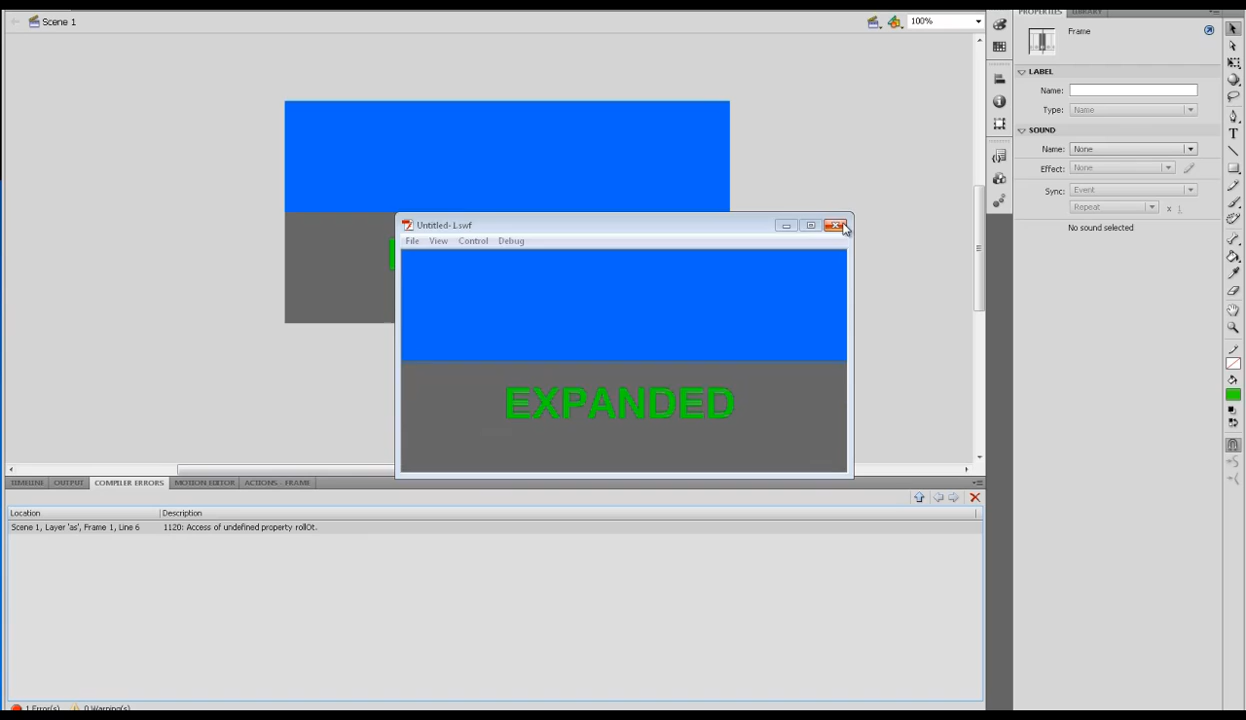 Scene 1
100%
PROPERTIES LIBRARY
Frame
LABEL
Name:
Type: Name
SOUND
Name: None
Effect: None
Sync: Event
Repeat x 1
No sound selected
Untitled-1.swf
File View Control Debug
EXPANDED
TIMELINE OUTPUT COMPILER ERRORS MOTION EDITOR ACTIONS - FRAME
Location Description
Scene 1, Layer 'as', Frame 1, Line 6 1120: Access of undefined property rollOt.
1 Error(s) 0 Warning(s)